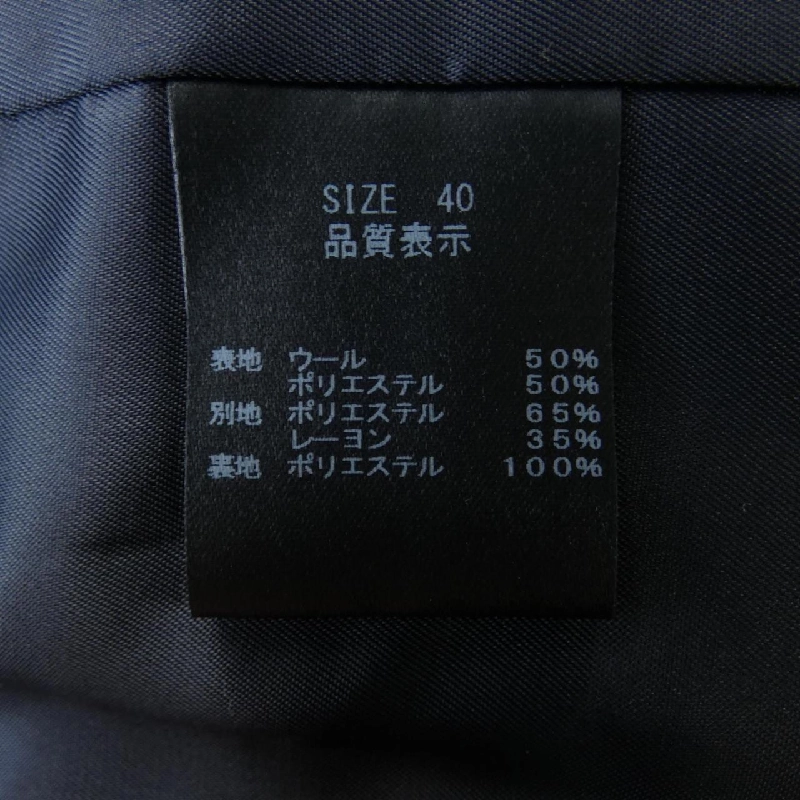 SIZE 40
品質表示
表地 ウール 50%
ポリエステル 50%
別地 ポリエステル 65%
レーヨン 35%
裏地 ポリエステル 100%